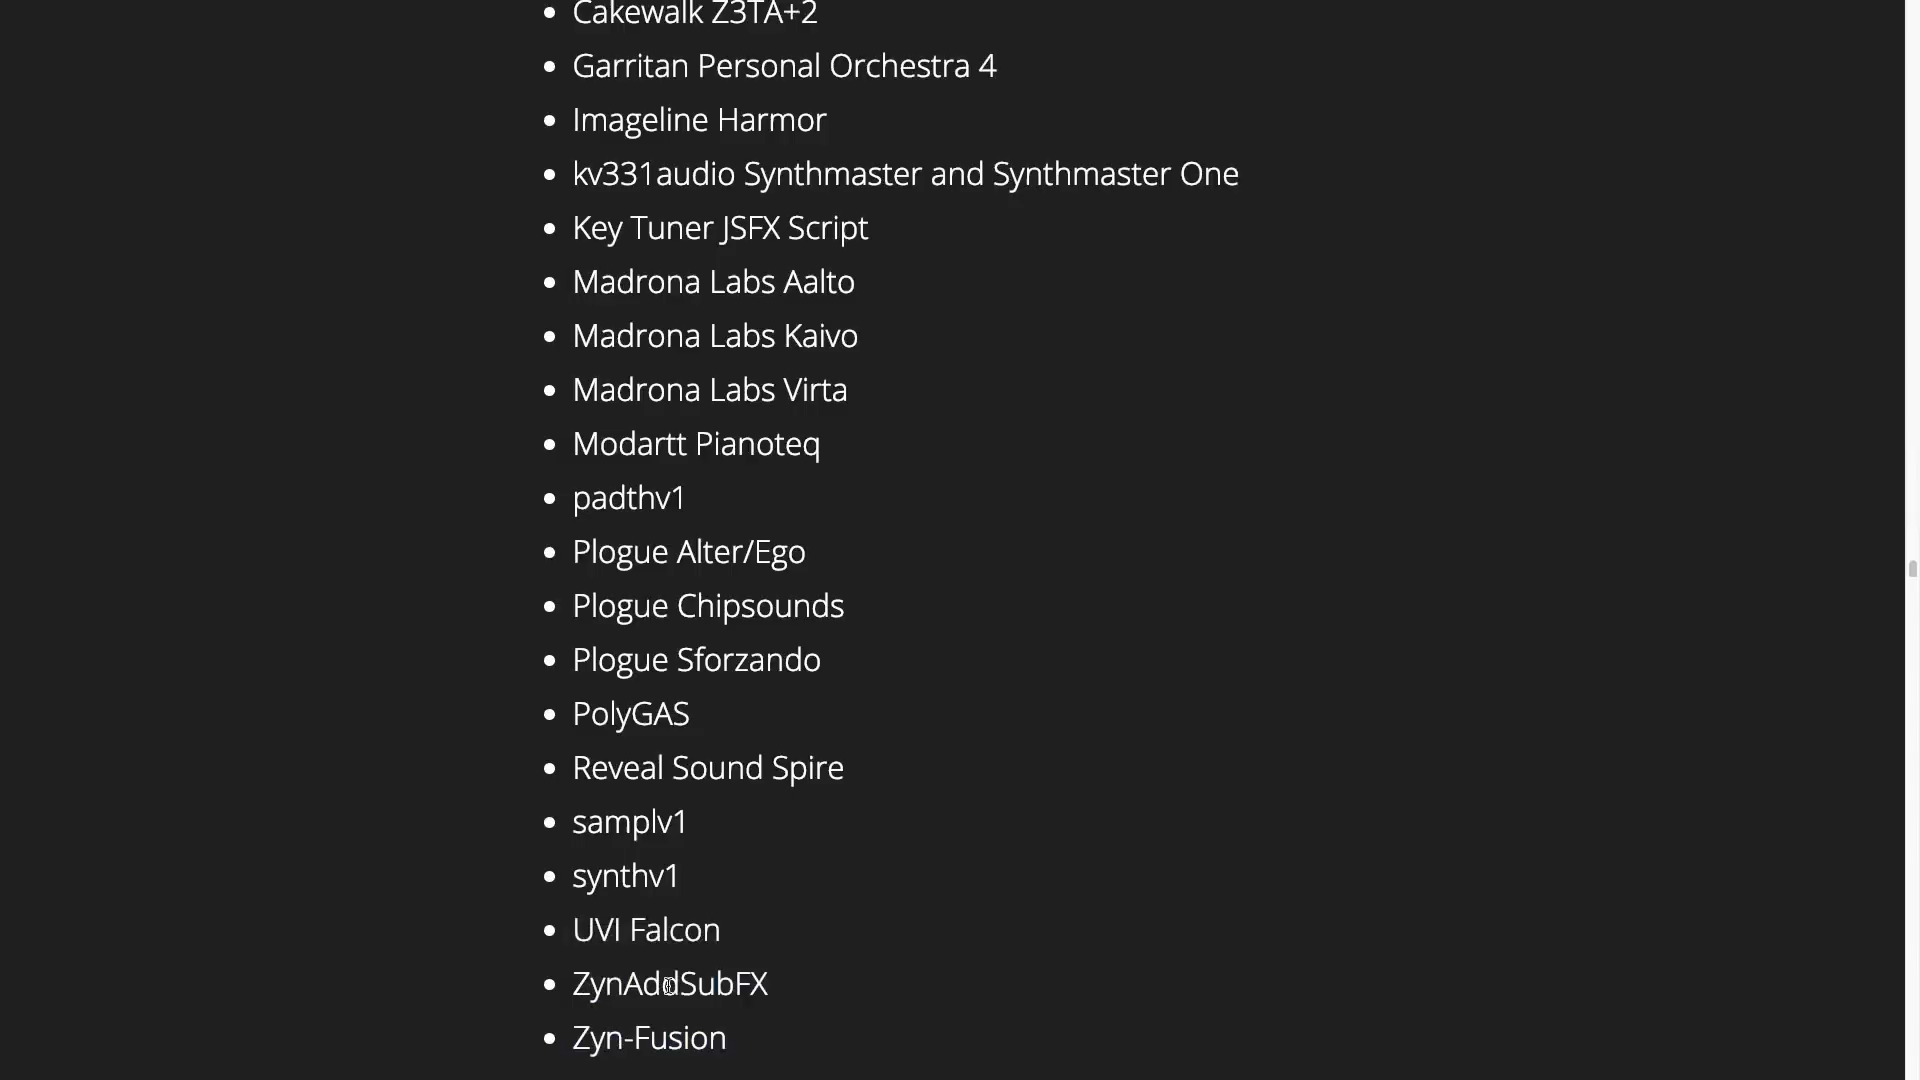 Cakewalk Z3TA+2
Garritan Personal Orchestra 4
Imageline Harmor
kv331audio Synthmaster and Synthmaster One
Key Tuner JSFX Script
Madrona Labs Aalto
Madrona Labs Kaivo
Madrona Labs Virta
Modartt Pianoteq
padthv1
Plogue Alter/Ego
Plogue Chipsounds
Plogue Sforzando
PolyGAS
Reveal Sound Spire
samplv1
synthv1
UVI Falcon
ZynAddSubFX
Zyn-Fusion